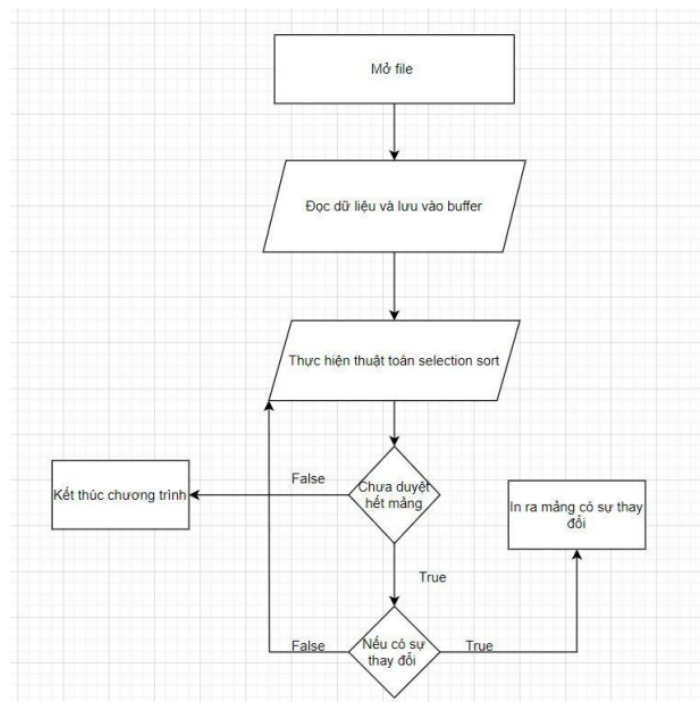 Mở file
Đọc dữ liệu và lưu vào buffer
Thực hiện thuật toán selection sort
False
Chưa duyệt
hết mảng
Kết thúc chương trình
In ra mảng có sự thay
đổi
True
False
Nếu có sự
thay đổi
True